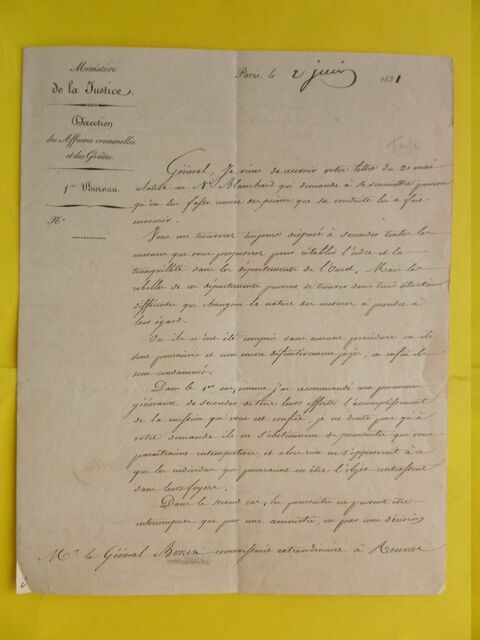 Ministère
de la Justice.
Direction
des Affaires criminelles
et des Grâces.
1er Bureau.
N°
Paris, le 2 juin 1831
Général, Je viens de recevoir votre lettre du 31 mai
relative au Né Blanchard qui demande à se soumettre pourvu
qu'on lui fasse remise des peines que sa conduite lui a fait
encourir.
Vous me trouverez toujours disposé à seconder toutes les
mesures que vous proposerez pour rétablir l'ordre et la
tranquillité dans les départements de l'Ouest. Mais les
rebelles de ces départements peuvent se trouver dans trois situations
différentes qui changent la nature des mesures à prendre à
leur égard.
Ou ils n'ont été compris dans aucune procédure ou ils
sont poursuivis et non encore définitivement jugés; ou enfin ils
sont condamnés.
Dans le 1er cas, comme j'ai recommandé aux procureurs
généraux de seconder de tous leurs efforts l'accomplissement
de la mission qui vous est confiée, je ne doute pas qu'à
votre demande ils ne s'abstiennent de poursuites qui vous
paraîtraient intempestives, et alors rien ne s'opposerait à ce
que les individus qui pourraient en être l'objet rentrassent
dans leurs foyers.
Dans le second cas, les poursuites ne peuvent être
interrompues que par une amnistie, ou par une décision
Mr. le Général Bonet commissaire extraordinaire à Rennes